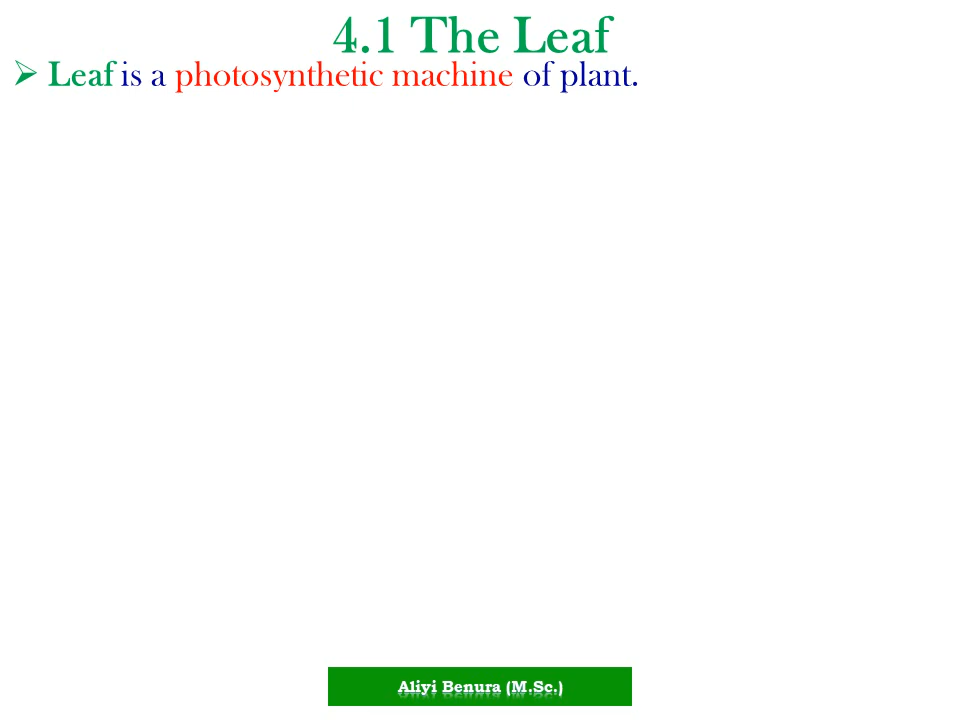 4.1 The Leaf
➢ Leaf is a photosynthetic machine of plant.
Aliyi Benura (M.Sc.)